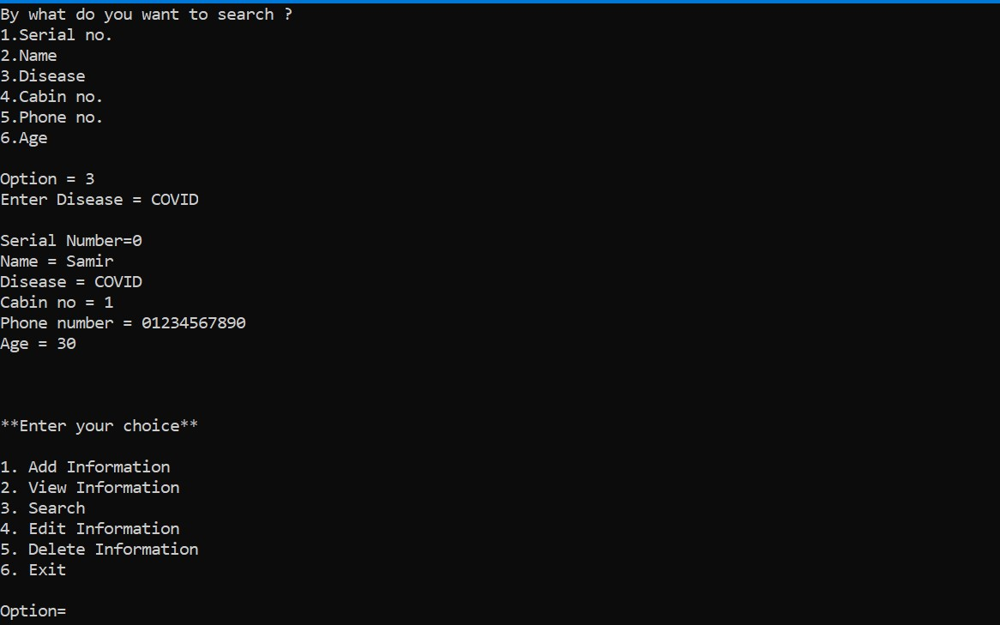 By what do you want to search ?
1.Serial no.
2.Name
3.Disease
4.Cabin no.
5.Phone no.
6.Age
Option = 3
Enter Disease = COVID
Serial Number=0
Name = Samir
Disease = COVID
Cabin no = 1
Phone number = 01234567890
Age = 30
**Enter your choice**
1. Add Information
2. View Information
3. Search
4. Edit Information
5. Delete Information
6. Exit
Option=